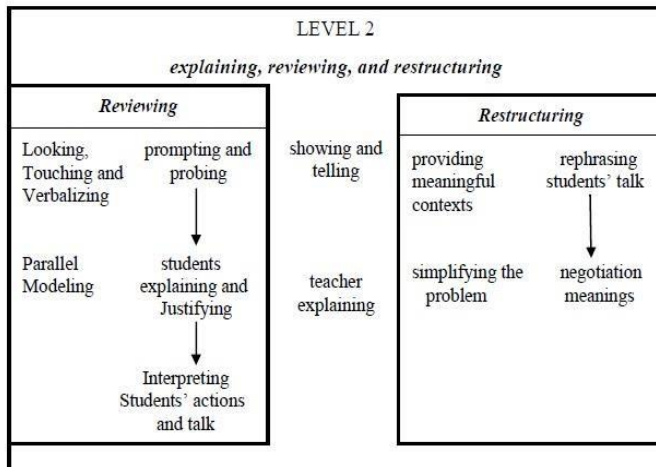 LEVEL 2
explaining, reviewing, and restructuring
Reviewing
Looking,
Touching and
Verbalizing
prompting and
probing
Parallel
Modeling
students
explaining and
Justifying
Interpreting
Students' actions
and talk
showing and
telling
teacher
explaining
Restructuring
providing
meaningful
contexts
rephrasing
students' talk
simplifying the
problem
negotiation
meanings